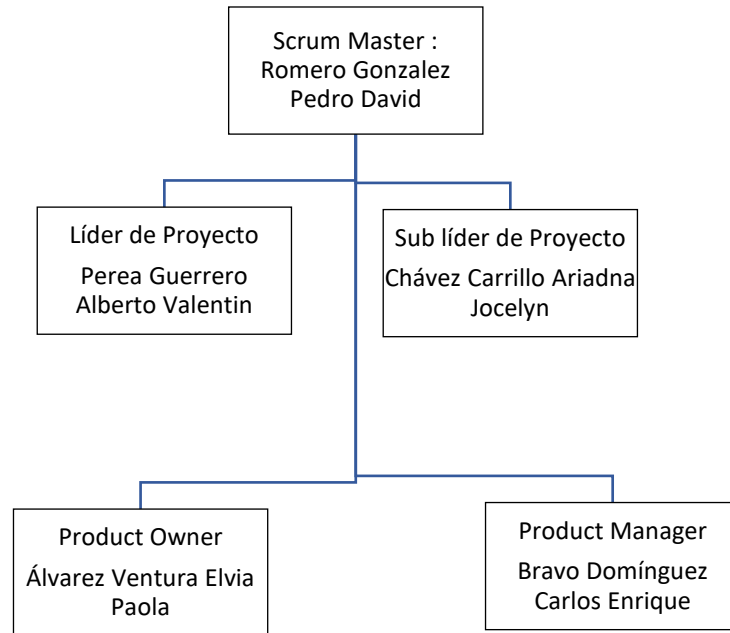 Scrum Master :
Romero Gonzalez
Pedro David
Líder de Proyecto
Perea Guerrero
Alberto Valentin
Sub líder de Proyecto
Chávez Carrillo Ariadna
Jocelyn
Product Owner
Álvarez Ventura Elvia
Paola
Product Manager
Bravo Domínguez
Carlos Enrique